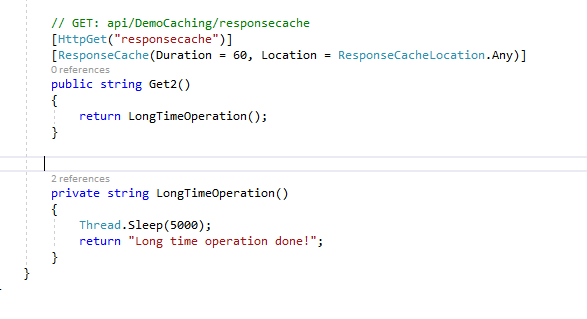 // GET: api/DemoCaching/responsecache
[HttpGet("responsecache")]
[ResponseCache(Duration = 60, Location = ResponseCacheLocation.Any)]
0 references
public string Get2()
{
return LongTimeOperation();
}
2 references
private string LongTimeOperation()
{
Thread.Sleep(5000);
return "Long time operation done!";
}
}